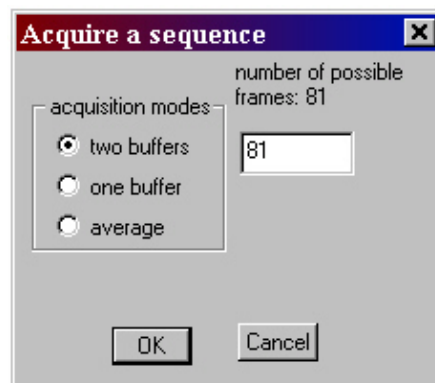 Acquire a sequence
number of possible
frames: 81
acquisition modes
two buffers
81
one buffer
average
OK
Cancel